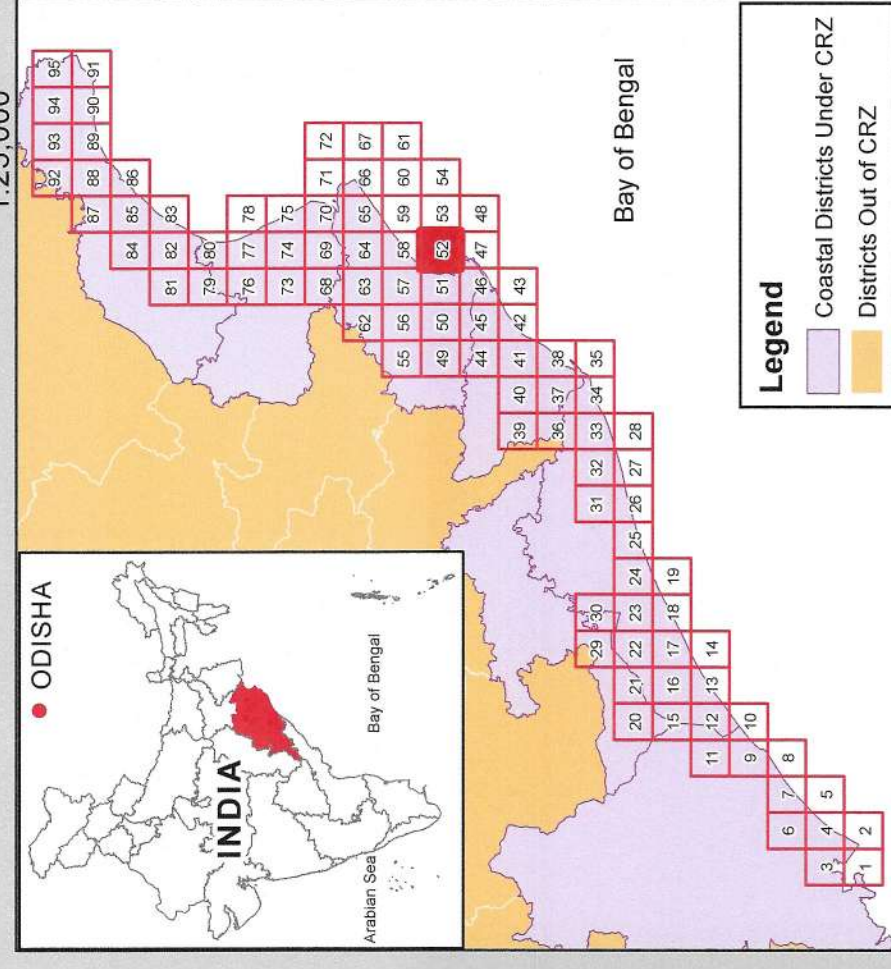 1:25,000
ODISHA
INDIA
Arabian Sea
Bay of Bengal
92 93 94 95
87 88 89 90 91
84 85 86
81 82 83
79 80
76 77 78
73 74 75
68 69 70 71 72
62 63 64 65 66 67
55 56 57 58 59 60 61
49 50 51 52 53 54
44 45 46 47 48
39 40 41 42 43
36 37 38
29 30 31 32 33 34 35
20 21 22 23 24 25 26 27 28
15 16 17 18 19
11 12 13 14
9 10
6 7 8
3 4 5
1 2
Bay of Bengal
Legend
Coastal Districts Under CRZ
Districts Out of CRZ